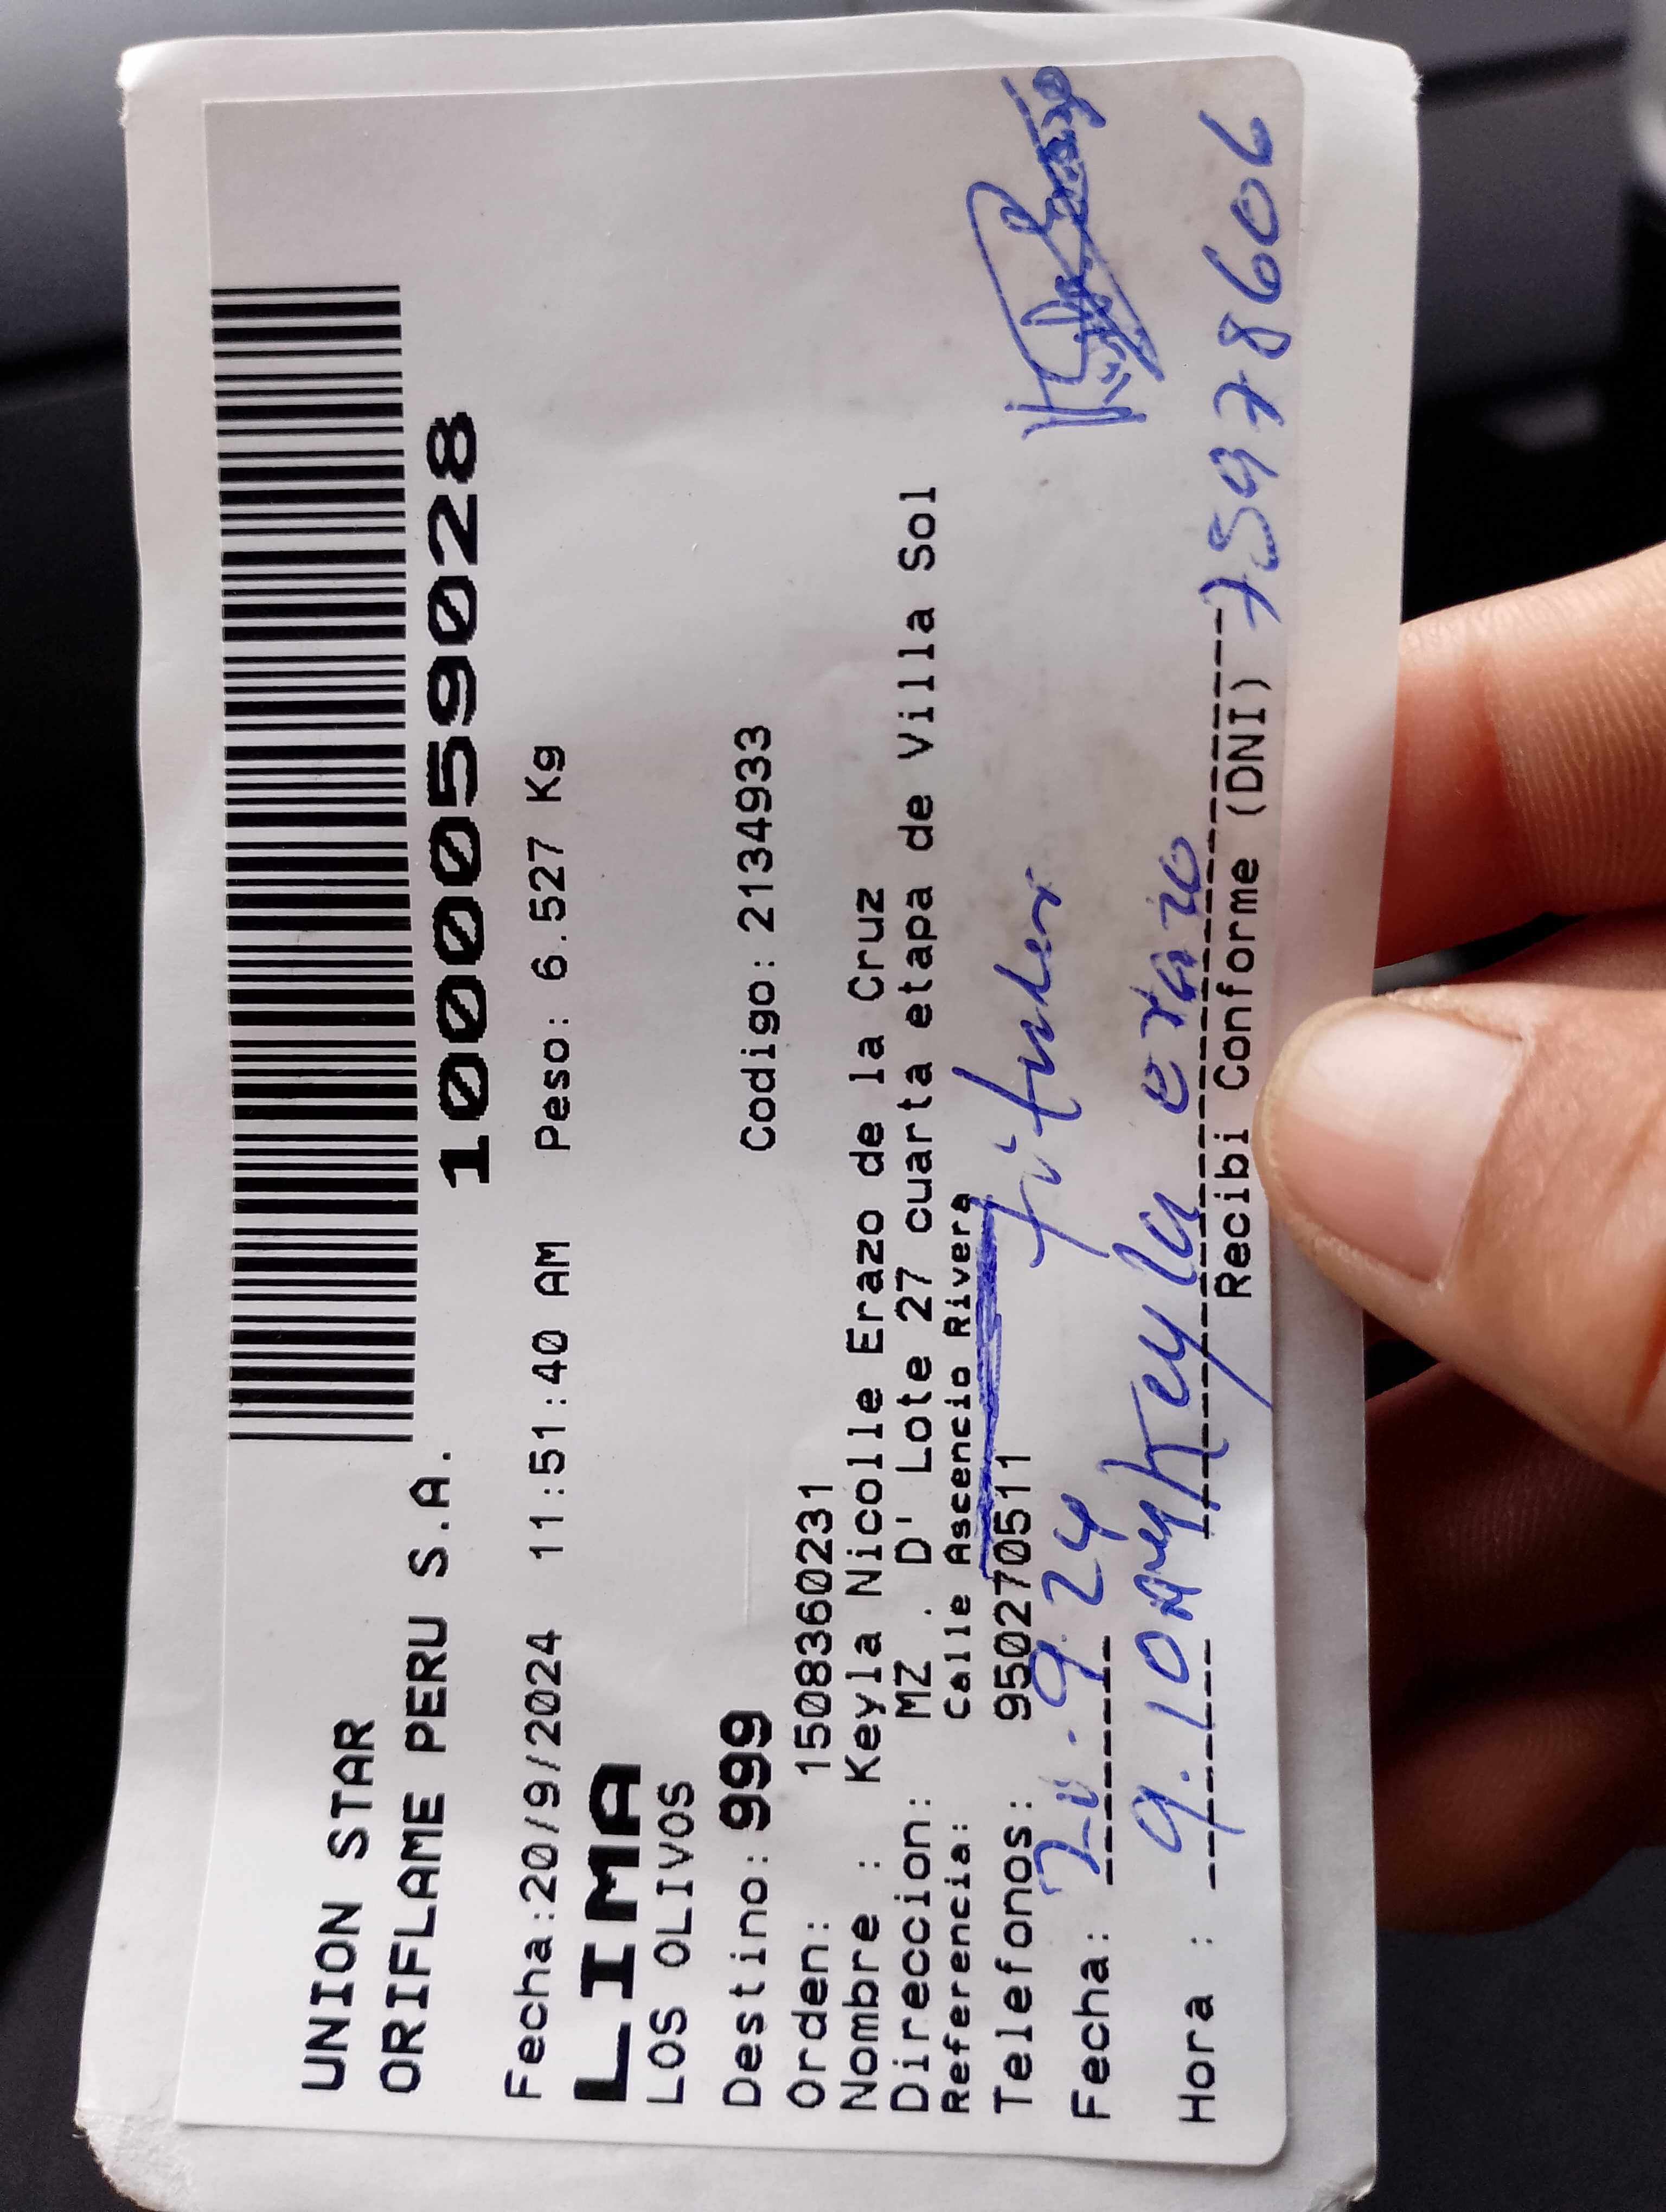 UNION STAR
ORIFLAME PERU S.A.
1000059028
Fecha:20/9/2024 11:51:40 AM Peso: 6.527 Kg
LIMA
LOS OLIVOS
Destino: 999 Codigo: 2134933
Orden: 1508360231
Nombre : Keyla Nicolle Erazo de la Cruz
Direccion: MZ . D' Lote 27 cuarta etapa de Villa Sol
Referencia: Calle Ascencio Rivera
Telefonos: 950270511
titular
Fecha: 9.24
Hora : 9.10 Am Keyla erazo
Recibi Conforme (DNI) 75978606